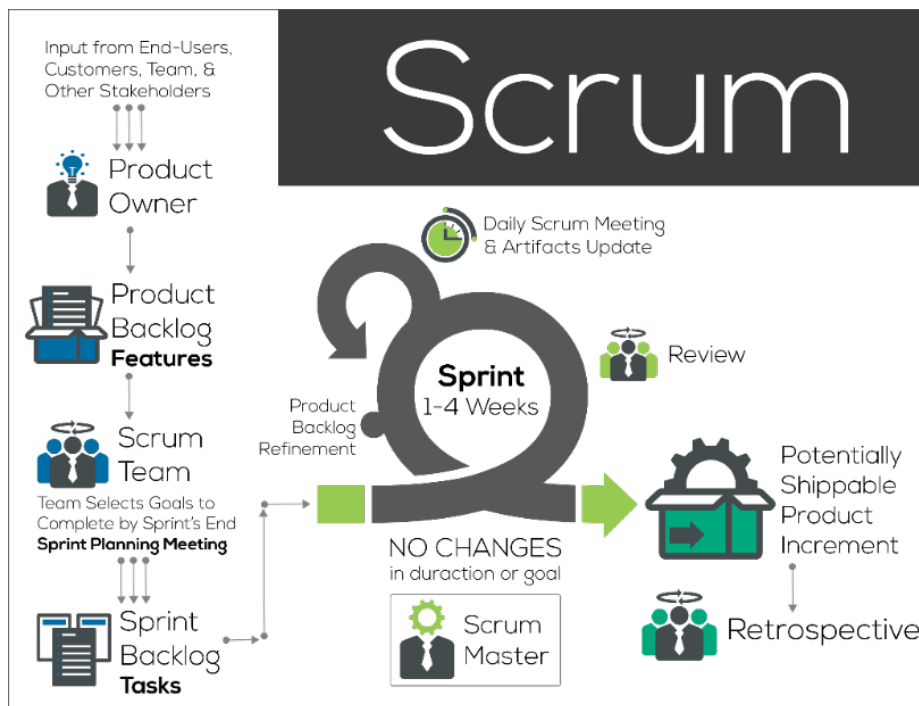 Scrum
Input from End-Users,
Customers, Team, &
Other Stakeholders
Product
Owner
Product
Backlog
Features
Scrum
Team
Team Selects Goals to
Complete by Sprint's End
Sprint Planning Meeting
Sprint
Backlog
Tasks
Daily Scrum Meeting
& Artifacts Update
Sprint
1-4 Weeks
Product
Backlog
Refinement
Review
NO CHANGES
in duraction or goal
Scrum
Master
Potentially
Shippable
Product
Increment
Retrospective